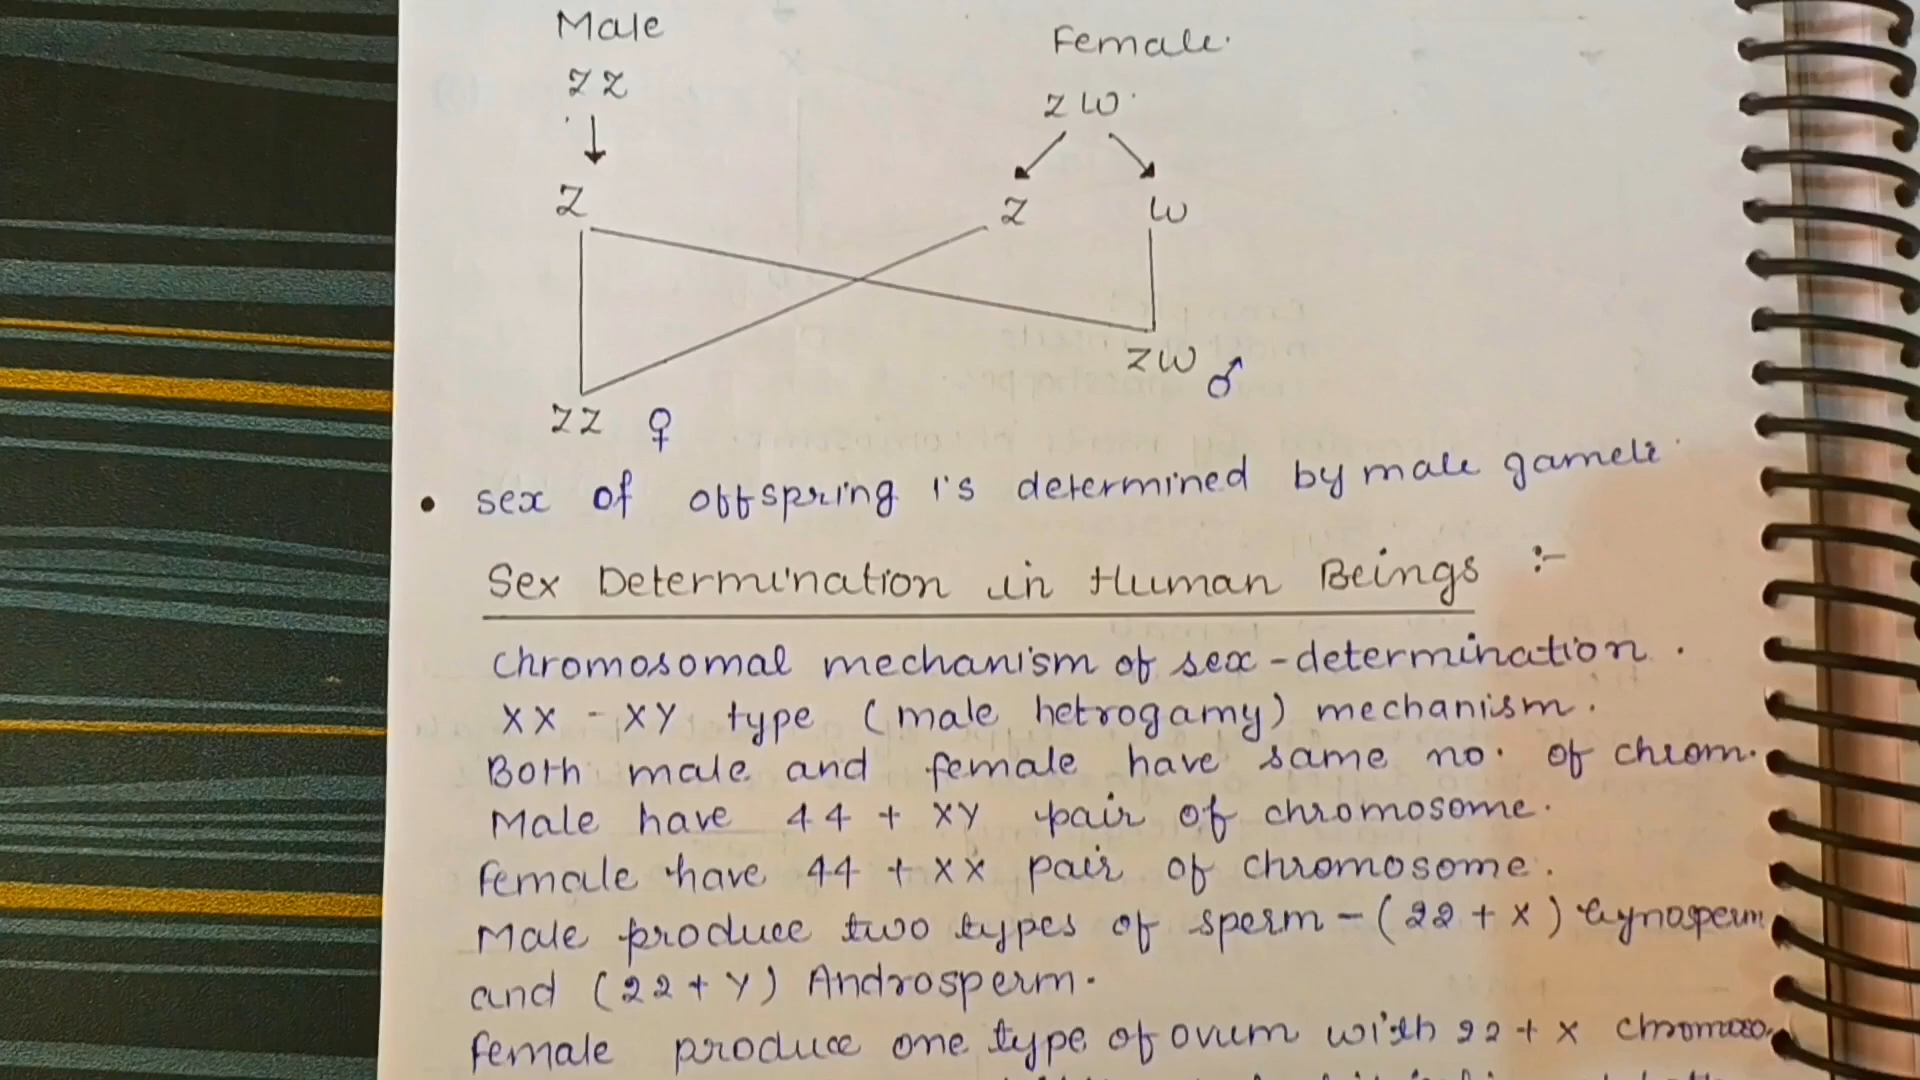 Male
Female.
ZZ
ZW.
Z
Z W
ZW ♂
ZZ ♀
• sex of offspring is determined by male gamete
Sex Determination in Human Beings :-
chromosomal mechanism of sex-determination.
XX - XY type (male hetrogamy) mechanism.
Both male and female have same no. of chrom.
Male have 44 + XY pair of chromosome.
female have 44 + XX pair of chromosome.
Male produce two types of sperm - (22 + X) Gynosperm
and (22 + Y) Androsperm.
female produce one type of ovum with 22 + X chromoso